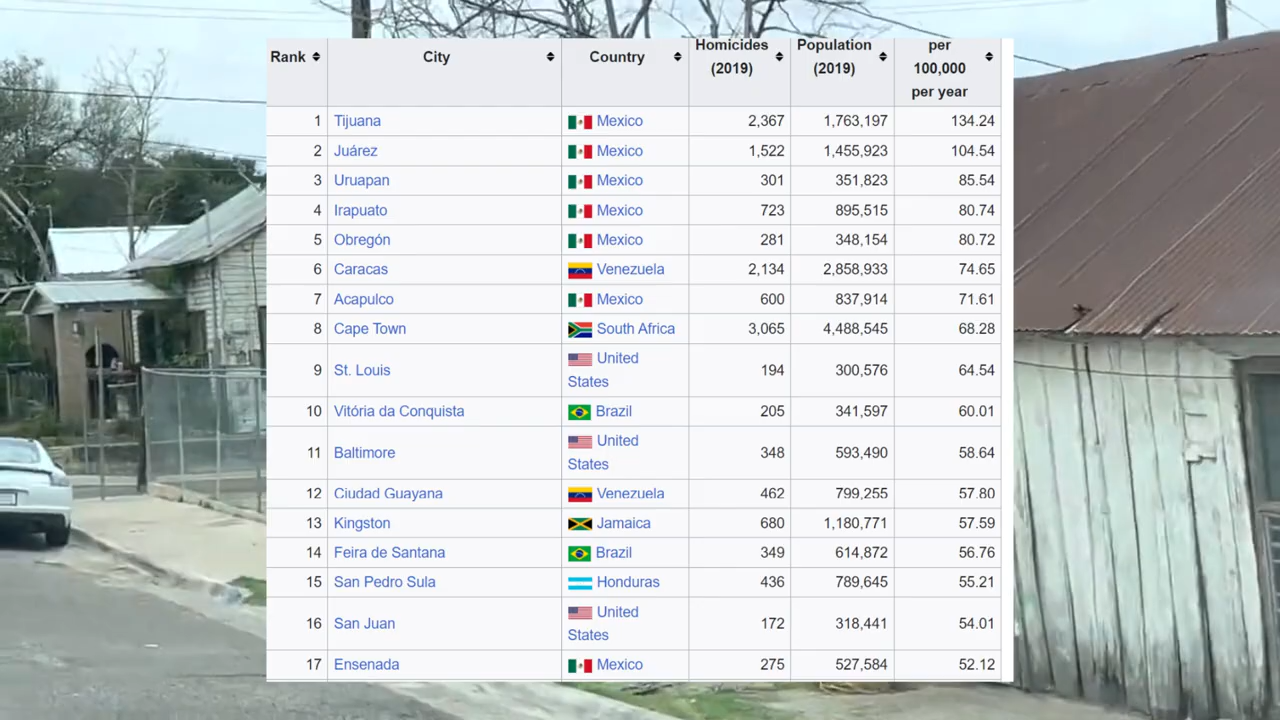 Rank City Country Homicides (2019) Population (2019) per 100,000 per year
1 Tijuana Mexico 2,367 1,763,197 134.24
2 Juárez Mexico 1,522 1,455,923 104.54
3 Uruapan Mexico 301 351,823 85.54
4 Irapuato Mexico 723 895,515 80.74
5 Obregón Mexico 281 348,154 80.72
6 Caracas Venezuela 2,134 2,858,933 74.65
7 Acapulco Mexico 600 837,914 71.61
8 Cape Town South Africa 3,065 4,488,545 68.28
9 St. Louis United States 194 300,576 64.54
10 Vitória da Conquista Brazil 205 341,597 60.01
11 Baltimore United States 348 593,490 58.64
12 Ciudad Guayana Venezuela 462 799,255 57.80
13 Kingston Jamaica 680 1,180,771 57.59
14 Feira de Santana Brazil 349 614,872 56.76
15 San Pedro Sula Honduras 436 789,645 55.21
16 San Juan United States 172 318,441 54.01
17 Ensenada Mexico 275 527,584 52.12